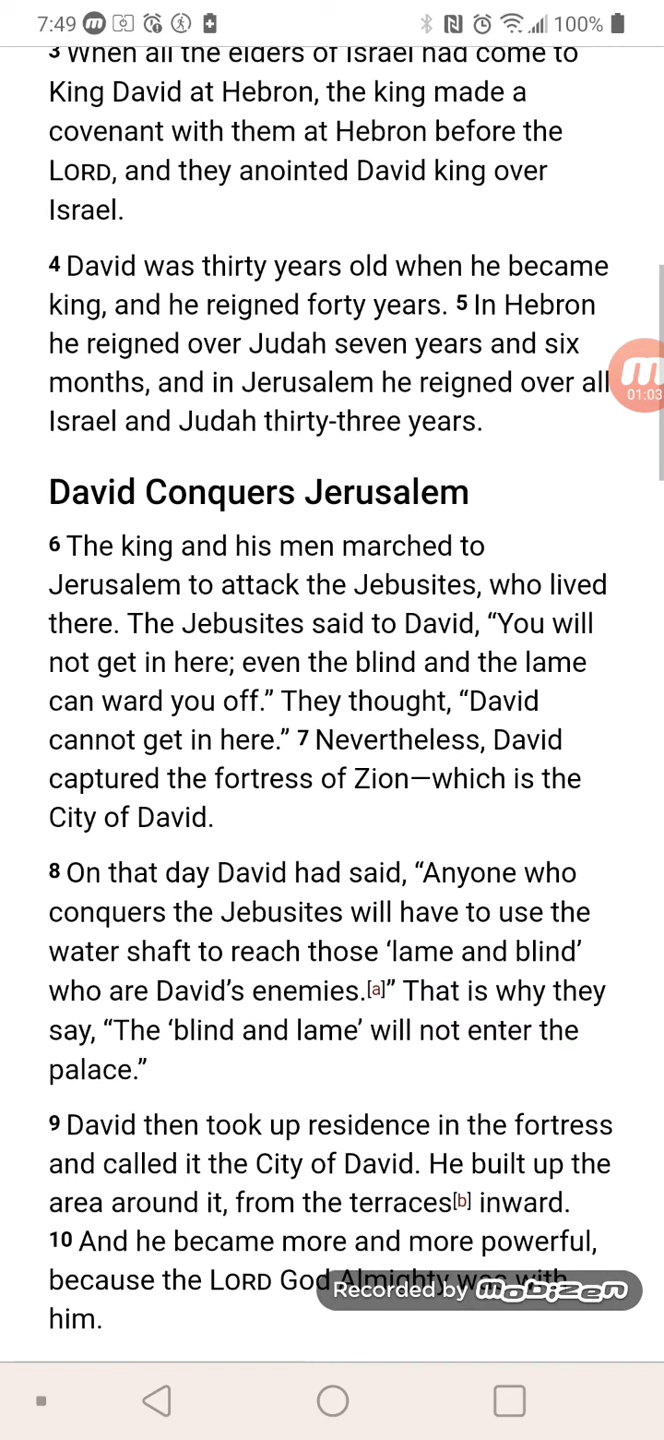 7:49
100%
3 When all the elders of Israel had come to
King David at Hebron, the king made a
covenant with them at Hebron before the
LORD, and they anointed David king over
Israel.
4 David was thirty years old when he became
king, and he reigned forty years. 5 In Hebron
he reigned over Judah seven years and six
months, and in Jerusalem he reigned over all
01:03
Israel and Judah thirty-three years.
David Conquers Jerusalem
6 The king and his men marched to
Jerusalem to attack the Jebusites, who lived
there. The Jebusites said to David, “You will
not get in here; even the blind and the lame
can ward you off.” They thought, “David
cannot get in here.” 7 Nevertheless, David
captured the fortress of Zion—which is the
City of David.
8 On that day David had said, “Anyone who
conquers the Jebusites will have to use the
water shaft to reach those ‘lame and blind’
who are David’s enemies.[a]” That is why they
say, “The ‘blind and lame’ will not enter the
palace.”
9 David then took up residence in the fortress
and called it the City of David. He built up the
area around it, from the terraces[b] inward.
10 And he became more and more powerful,
because the LORD God Almighty was with
Recorded by mobizen
him.